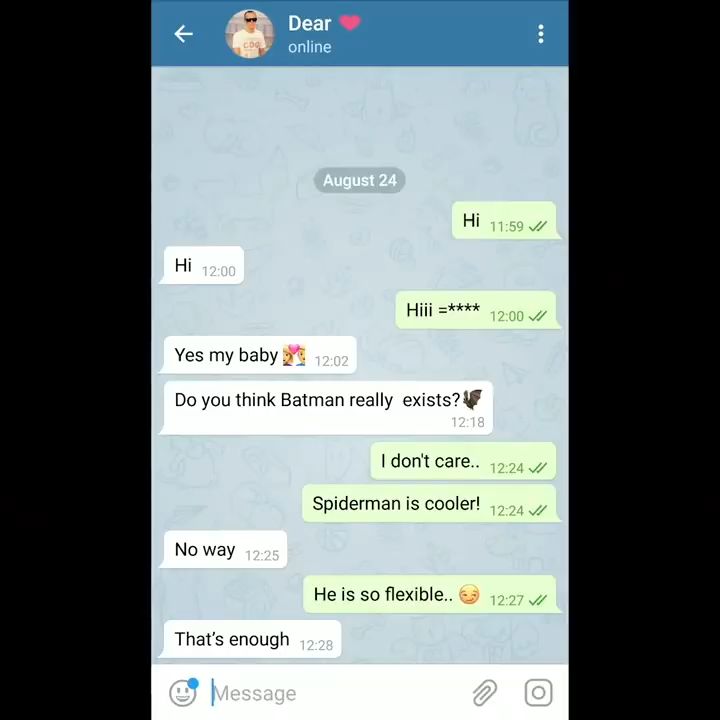 Dear
online
CDG
August 24
Hi 11:59
Hi 12:00
Hiii =**** 12:00
Yes my baby 12:02
Do you think Batman really exists?
12:18
I don't care.. 12:24
Spiderman is cooler! 12:24
No way 12:25
He is so flexible.. 12:27
That’s enough 12:28
Message